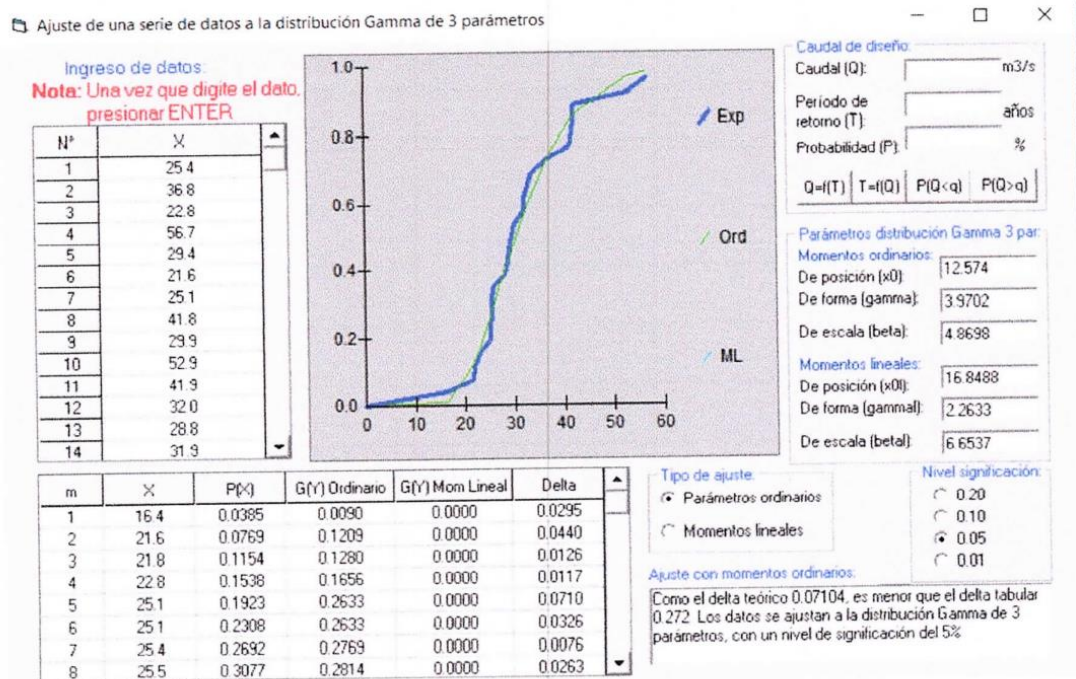 Ajuste de una serie de datos a la distribución Gamma de 3 parámetros
Ingreso de datos:
Nota: Una vez que digite el dato,
presionar ENTER
N° X
1 25.4
2 36.8
3 22.8
4 56.7
5 29.4
6 21.6
7 25.1
8 41.8
9 29.9
10 52.9
11 41.9
12 32.0
13 28.8
14 31.9
1.0
0.8
0.6
0.4
0.2
0.0
0 10 20 30 40 50 60
Exp
Ord
ML
Caudal de diseño:
Caudal (Q): m3/s
Período de
retorno (T): años
Probabilidad (P): %
Q=f(T) T=f(Q) P(Q<q) P(Q>q)
Parámetros distribución Gamma 3 par:
Momentos ordinarios:
De posición (x0): 12.574
De forma (gamma): 3.9702
De escala (beta): 4.8698
Momentos lineales:
De posición (x0l): 16.8488
De forma (gammal): 2.2633
De escala (betal): 6.6537
m X P(X) G(Y) Ordinario G(Y) Mom Lineal Delta
1 16.4 0.0385 0.0090 0.0000 0.0295
2 21.6 0.0769 0.1209 0.0000 0.0440
3 21.8 0.1154 0.1280 0.0000 0.0126
4 22.8 0.1538 0.1656 0.0000 0.0117
5 25.1 0.1923 0.2633 0.0000 0.0710
6 25.1 0.2308 0.2633 0.0000 0.0326
7 25.4 0.2692 0.2769 0.0000 0.0076
8 25.5 0.3077 0.2814 0.0000 0.0263
Tipo de ajuste:
Parámetros ordinarios
Momentos lineales
Nivel significación:
0.20
0.10
0.05
0.01
Ajuste con momentos ordinarios:
Como el delta teórico 0.07104, es menor que el delta tabular
0.272. Los datos se ajustan a la distribución Gamma de 3
parámetros, con un nivel de significación del 5%